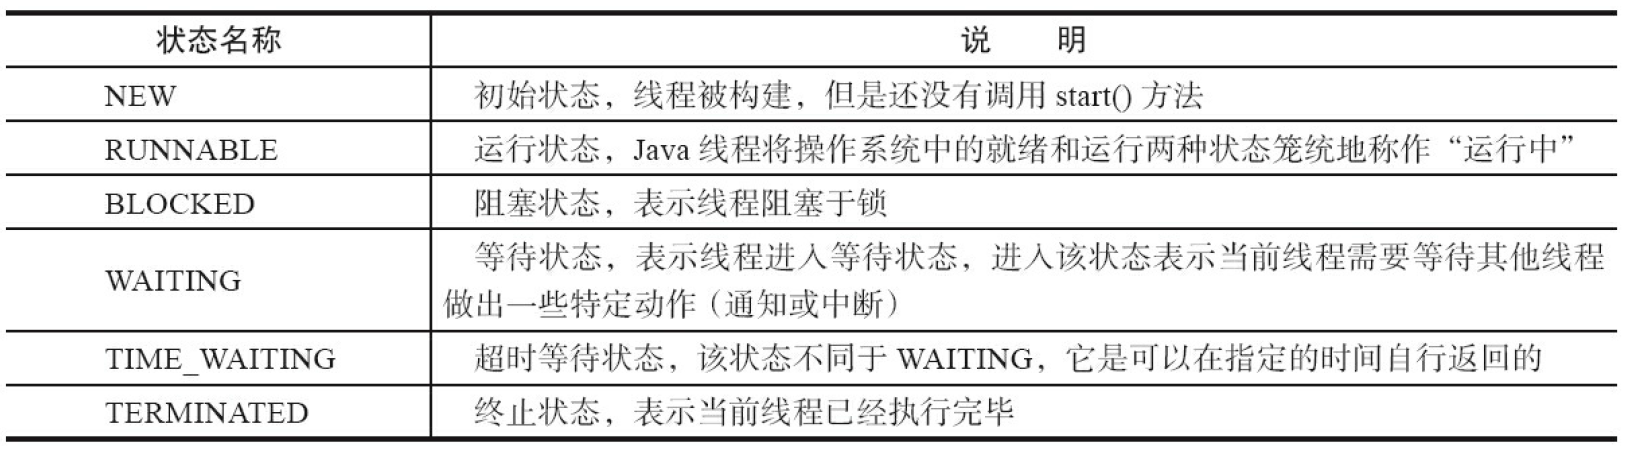 状态名称 说 明
NEW 初始状态，线程被构建，但是还没有调用 start() 方法
RUNNABLE 运行状态，Java 线程将操作系统中的就绪和运行两种状态笼统地称作“运行中”
BLOCKED 阻塞状态，表示线程阻塞于锁
WAITING 等待状态，表示线程进入等待状态，进入该状态表示当前线程需要等待其他线程
做出一些特定动作（通知或中断）
TIME_WAITING 超时等待状态，该状态不同于 WAITING，它是可以在指定的时间自行返回的
TERMINATED 终止状态，表示当前线程已经执行完毕